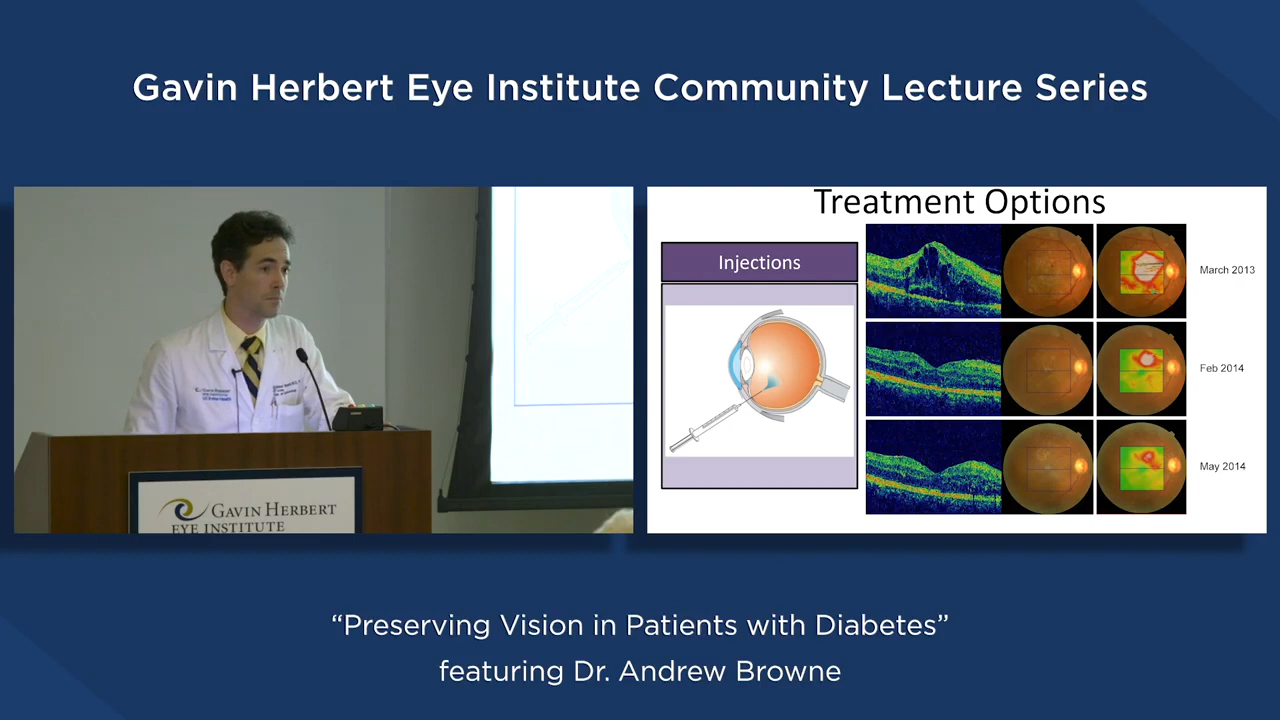 Gavin Herbert Eye Institute Community Lecture Series
GAVIN HERBERT
EYE INSTITUTE
Treatment Options
Injections
March 2013
Feb 2014
May 2014
“Preserving Vision in Patients with Diabetes”
featuring Dr. Andrew Browne